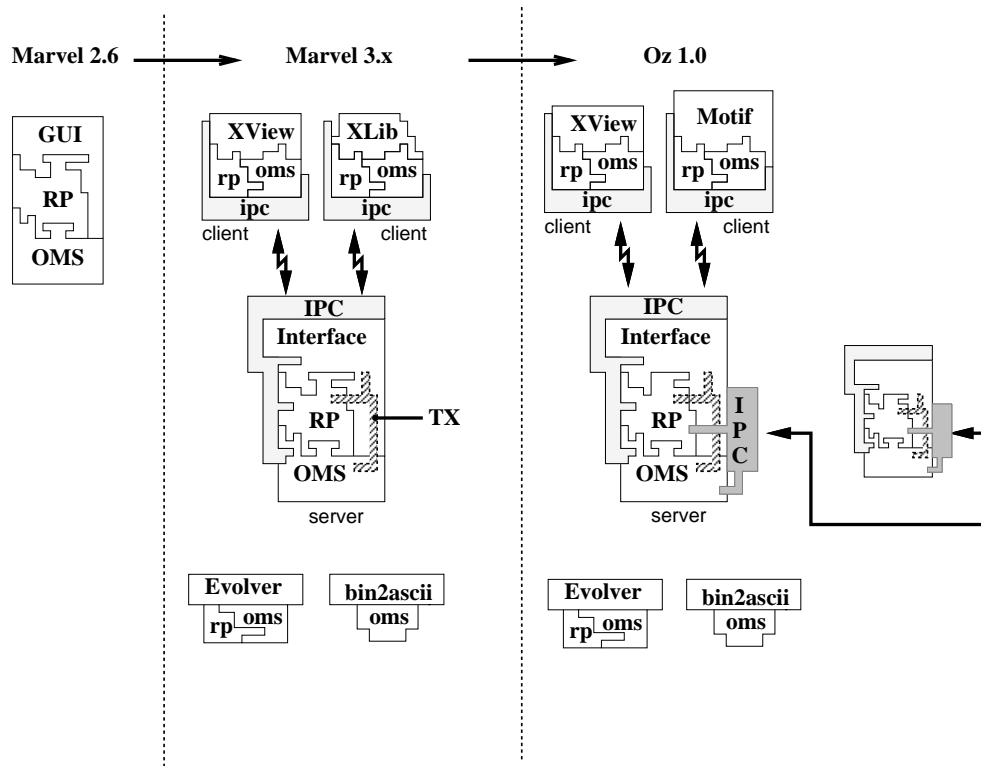 Marvel 2.6
Marvel 3.x
Oz 1.0
GUI
RP
OMS
XView
rp
oms
ipc
client
XLib
rp
oms
ipc
client
IPC
Interface
RP
OMS
TX
server
Evolver
rp
oms
bin2ascii
oms
XView
rp
oms
ipc
client
Motif
rp
oms
ipc
client
IPC
Interface
RP
OMS
I
P
C
server
Evolver
rp
oms
bin2ascii
oms